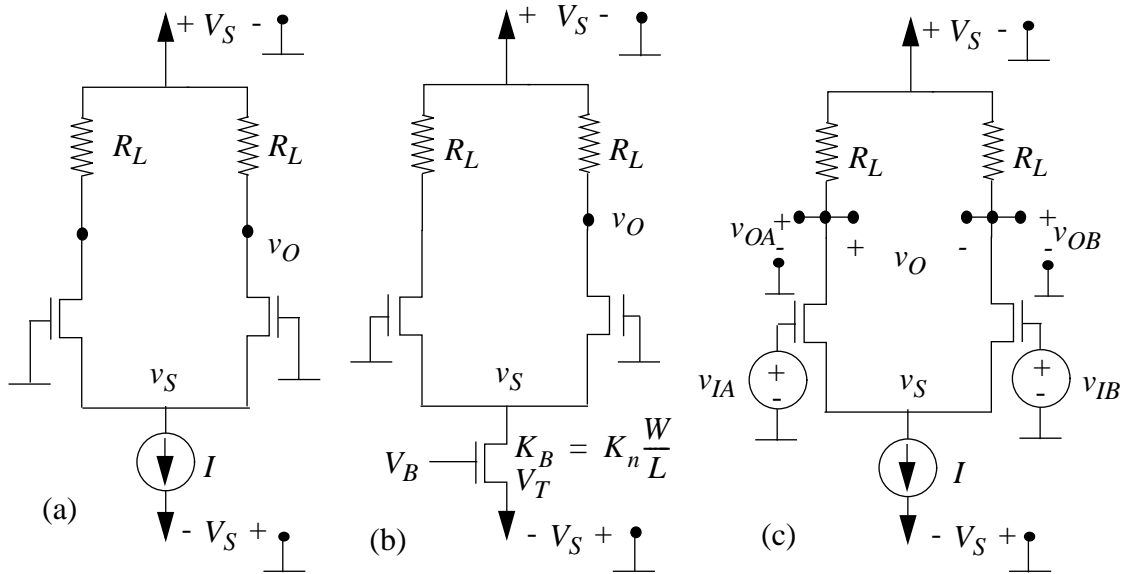 + V_S -
R_L
R_L
v_O
v_S
I
(a)
- V_S +
+ V_S -
R_L
R_L
v_O
v_S
V_B
K_B = K_n W/L
V_T
(b)
- V_S +
+ V_S -
R_L
R_L
v_OA + -
+ v_O -
+ - v_OB
v_IA + -
v_S
+ - v_IB
I
(c)
- V_S +